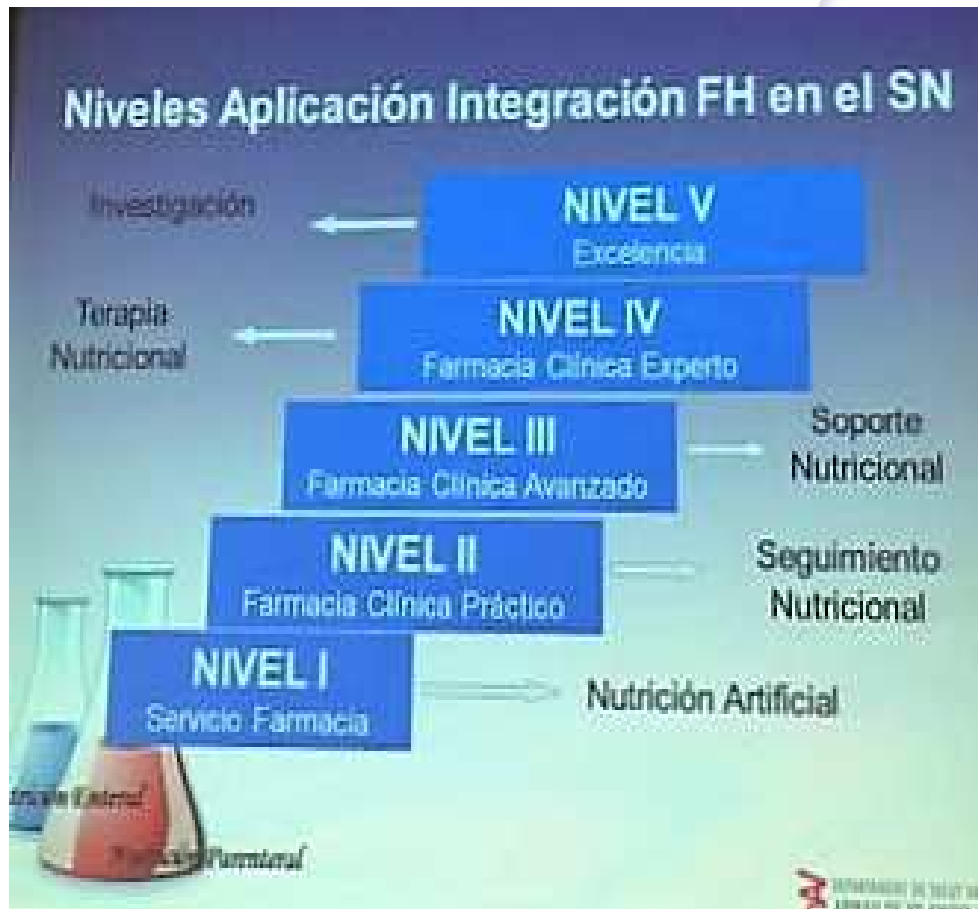 Niveles Aplicación Integración FH en el SN
Investigación
NIVEL V
Excelencia
Terapia
Nutricional
NIVEL IV
Farmacia Clínica Experto
NIVEL III
Farmacia Clínica Avanzado
Soporte
Nutricional
NIVEL II
Farmacia Clínica Práctico
Seguimiento
Nutricional
NIVEL I
Servicio Farmacia
Nutrición Artificial
Enteral